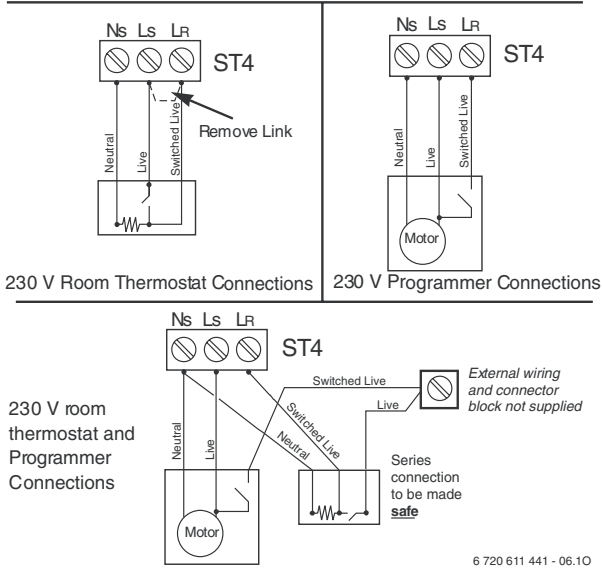 Ns Ls LR
ST4
Remove Link
Neutral
Live
Switched Live
230 V Room Thermostat Connections
Ns Ls LR
ST4
Neutral
Live
Switched Live
Motor
230 V Programmer Connections
Ns Ls LR
ST4
230 V room
thermostat and
Programmer
Connections
Neutral
Live
Switched Live
Neutral
Switched Live
Live
Motor
External wiring
and connector
block not supplied
Series
connection
to be made
safe
6 720 611 441 - 06.1O